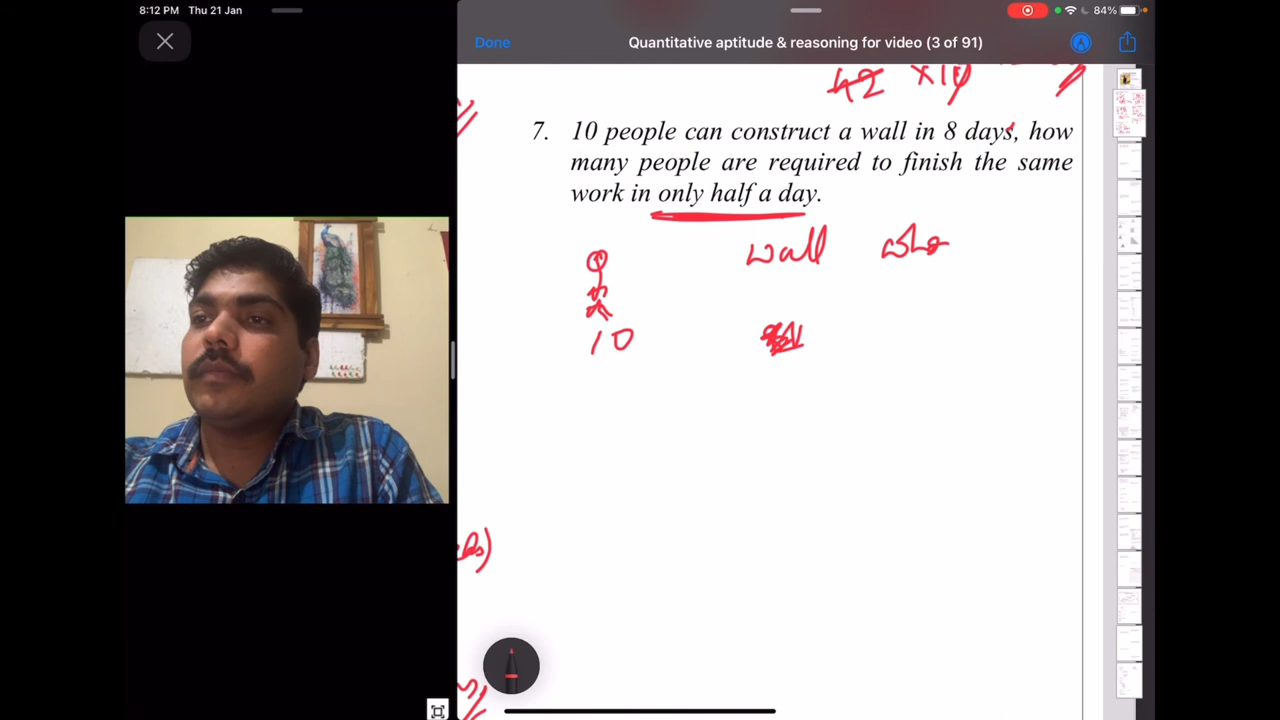 8:12 PM Thu 21 Jan
84%
Done
Quantitative aptitude & reasoning for video (3 of 91)
42 x10
7. 10 people can construct a wall in 8 days, how
many people are required to finish the same
work in only half a day.
wall
10